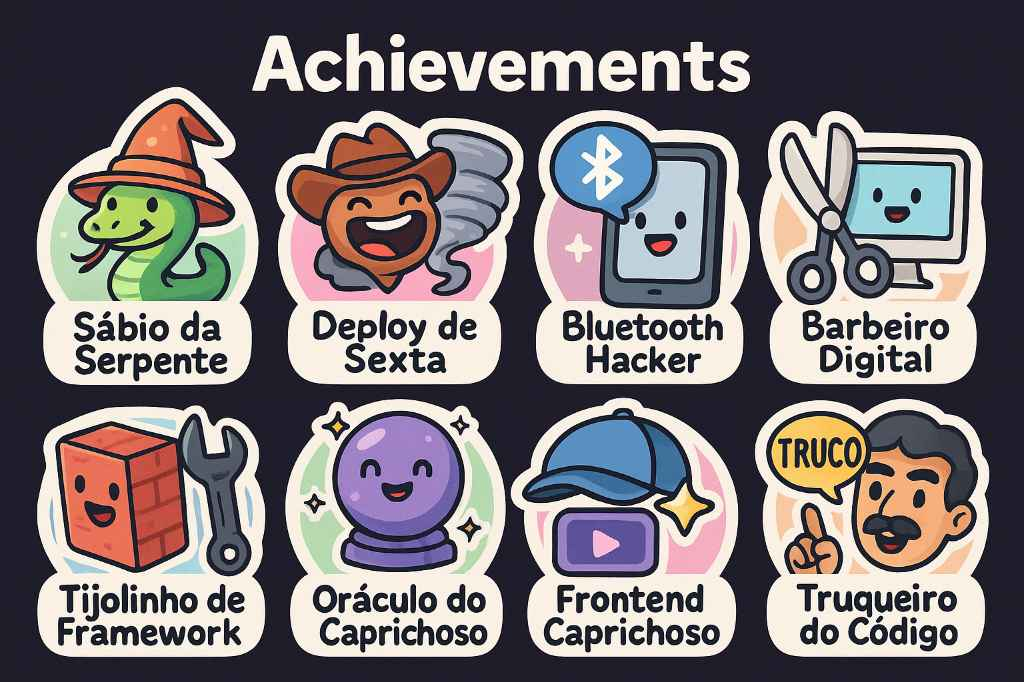 Achievements
Sábio da
Serpente
Deploy de
Sexta
Bluetooth
Hacker
Barbeiro
Digital
Tijolinho de
Framework
Oráculo do
Caprichoso
Frontend
Caprichoso
TRUCO
Truqueiro
do Código